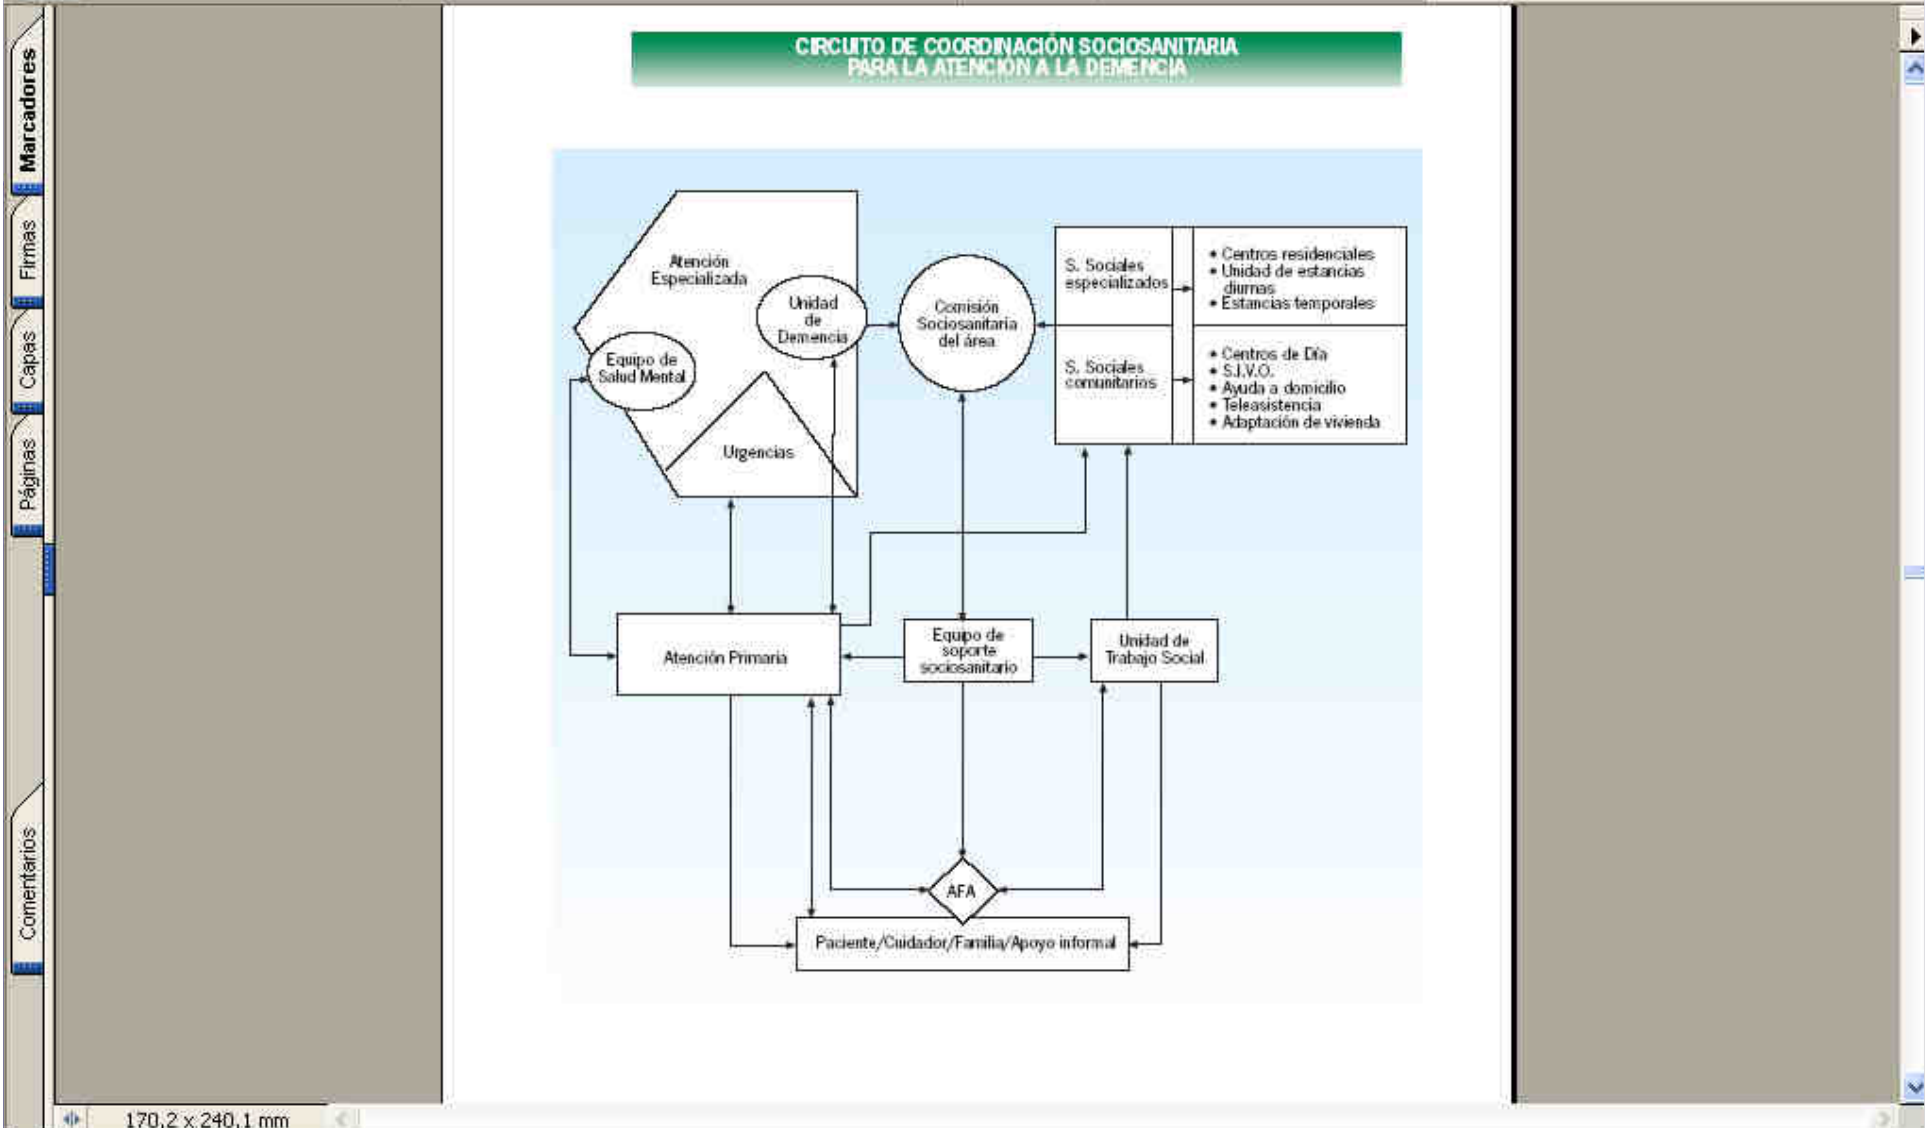 Marcadores
Firmas
Capas
Páginas
Comentarios
CIRCUITO DE COORDINACIÓN SOCIOSANITARIA
PARA LA ATENCIÓN A LA DEMENCIA
Atención
Especializada
Unidad
de
Demencia
Equipo de
Salud Mental
Urgencias
Comisión
Sociosanitaria
del área
S. Sociales
especializados
• Centros residenciales
• Unidad de estancias
diurnas
• Estancias temporales
S. Sociales
comunitarios
• Centros de Día
• S.I.V.O.
• Ayuda a domicilio
• Teleasistencia
• Adaptación de vivienda
Atención Primaria
Equipo de
soporte
sociosanitario
Unidad de
Trabajo Social
AFA
Paciente/Cuidador/Familia/Apoyo informal
170,2 x 240,1 mm